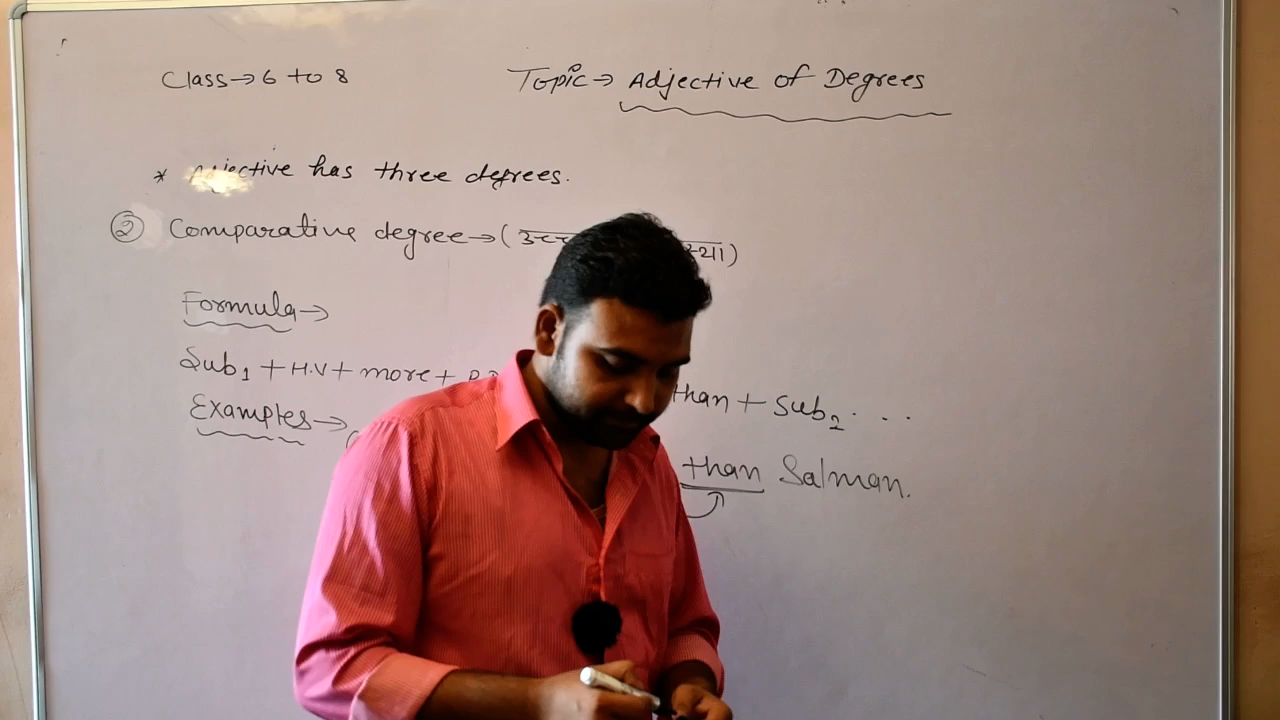 Class→6 to 8
Topic→ Adjective of Degrees
* Adjective has three degrees.
② Comparative degree→(
Formula→
Sub₁ + H.V + more +
than + Sub₂ . . .
Examples→
than Salman.